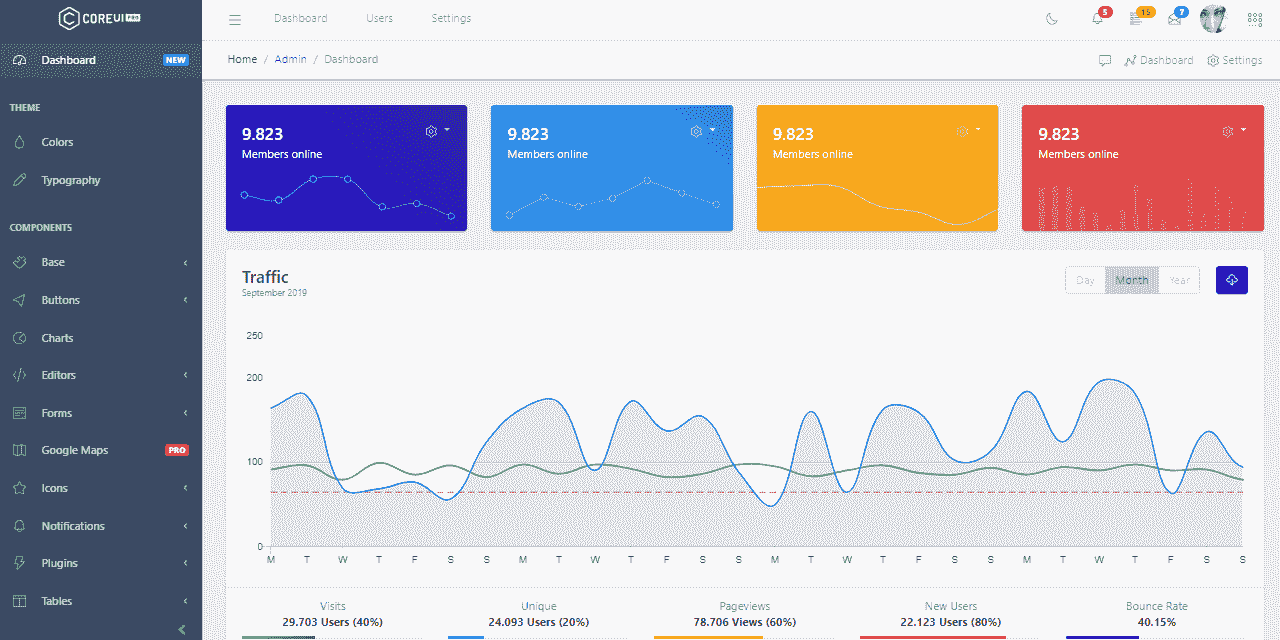 COREUI PRO
Dashboard Users Settings
5 15 7
Dashboard NEW
Home / Admin / Dashboard
Dashboard Settings
THEME
Colors
Typography
COMPONENTS
Base
Buttons
Charts
Editors
Forms
Google Maps PRO
Icons
Notifications
Plugins
Tables
9.823
Members online
9.823
Members online
9.823
Members online
9.823
Members online
Traffic
September 2019
Day Month Year
250
200
100
0
M T W T F S S M T W T F S S M T W T F S S M T W T F S S
Visits
29.703 Users (40%)
Unique
24.093 Users (20%)
Pageviews
78.706 Views (60%)
New Users
22.123 Users (80%)
Bounce Rate
40.15%